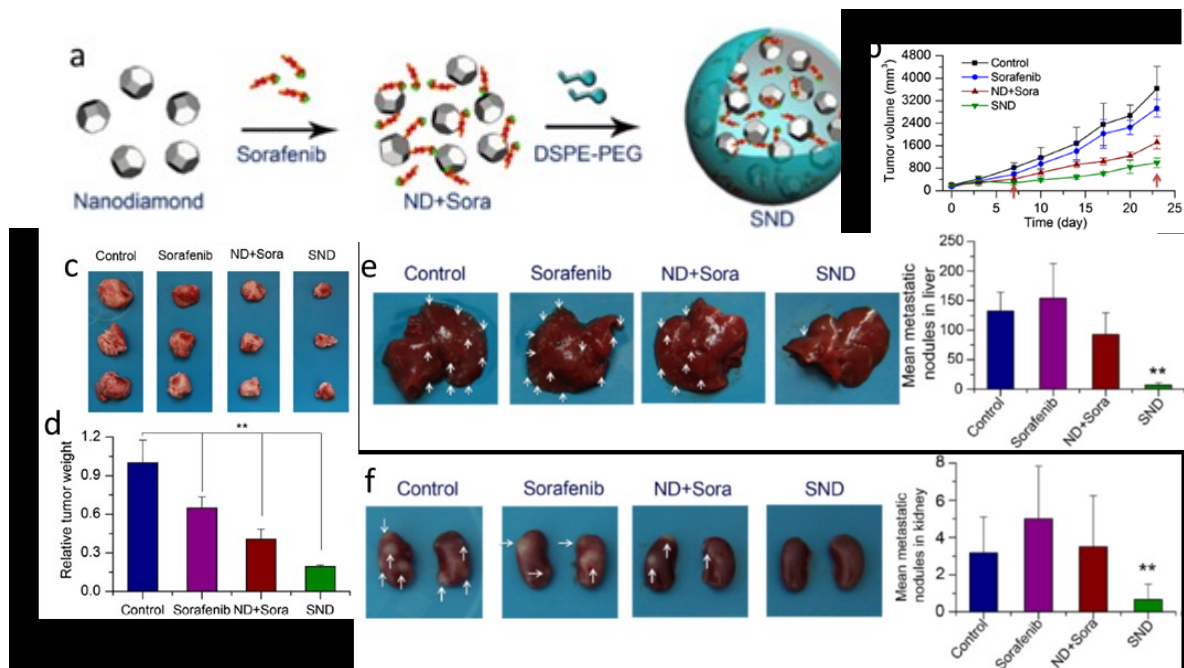 a
Nanodiamond
Sorafenib
ND+Sora
DSPE-PEG
SND
Tumor volume (mm³)
4800
4000
3200
2400
1600
800
0
Control
Sorafenib
ND+Sora
SND
0 5 10 15 20 25
Time (day)
c
Control Sorafenib ND+Sora SND
d
Relative tumor weight
1.2
0.9
0.6
0.3
0.0
**
Control Sorafenib ND+Sora SND
e
Control Sorafenib ND+Sora SND
Mean metastatic
nodules in liver
250
200
150
100
50
0
**
Control Sorafenib ND+Sora SND
f
Control Sorafenib ND+Sora SND
Mean metastatic
nodules in kidney
8
6
4
2
0
**
Control Sorafenib ND+Sora SND